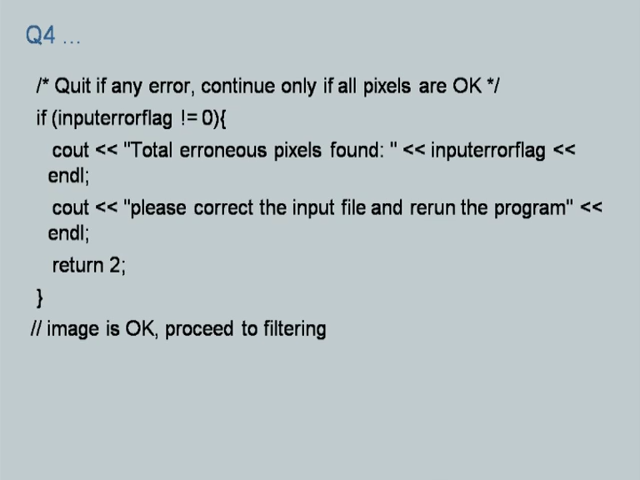 Q4 ...
/* Quit if any error, continue only if all pixels are OK */
if (inputerrorflag != 0){
cout << "Total erroneous pixels found: " << inputerrorflag <<
endl;
cout << "please correct the input file and rerun the program" <<
endl;
return 2;
}
// image is OK, proceed to filtering